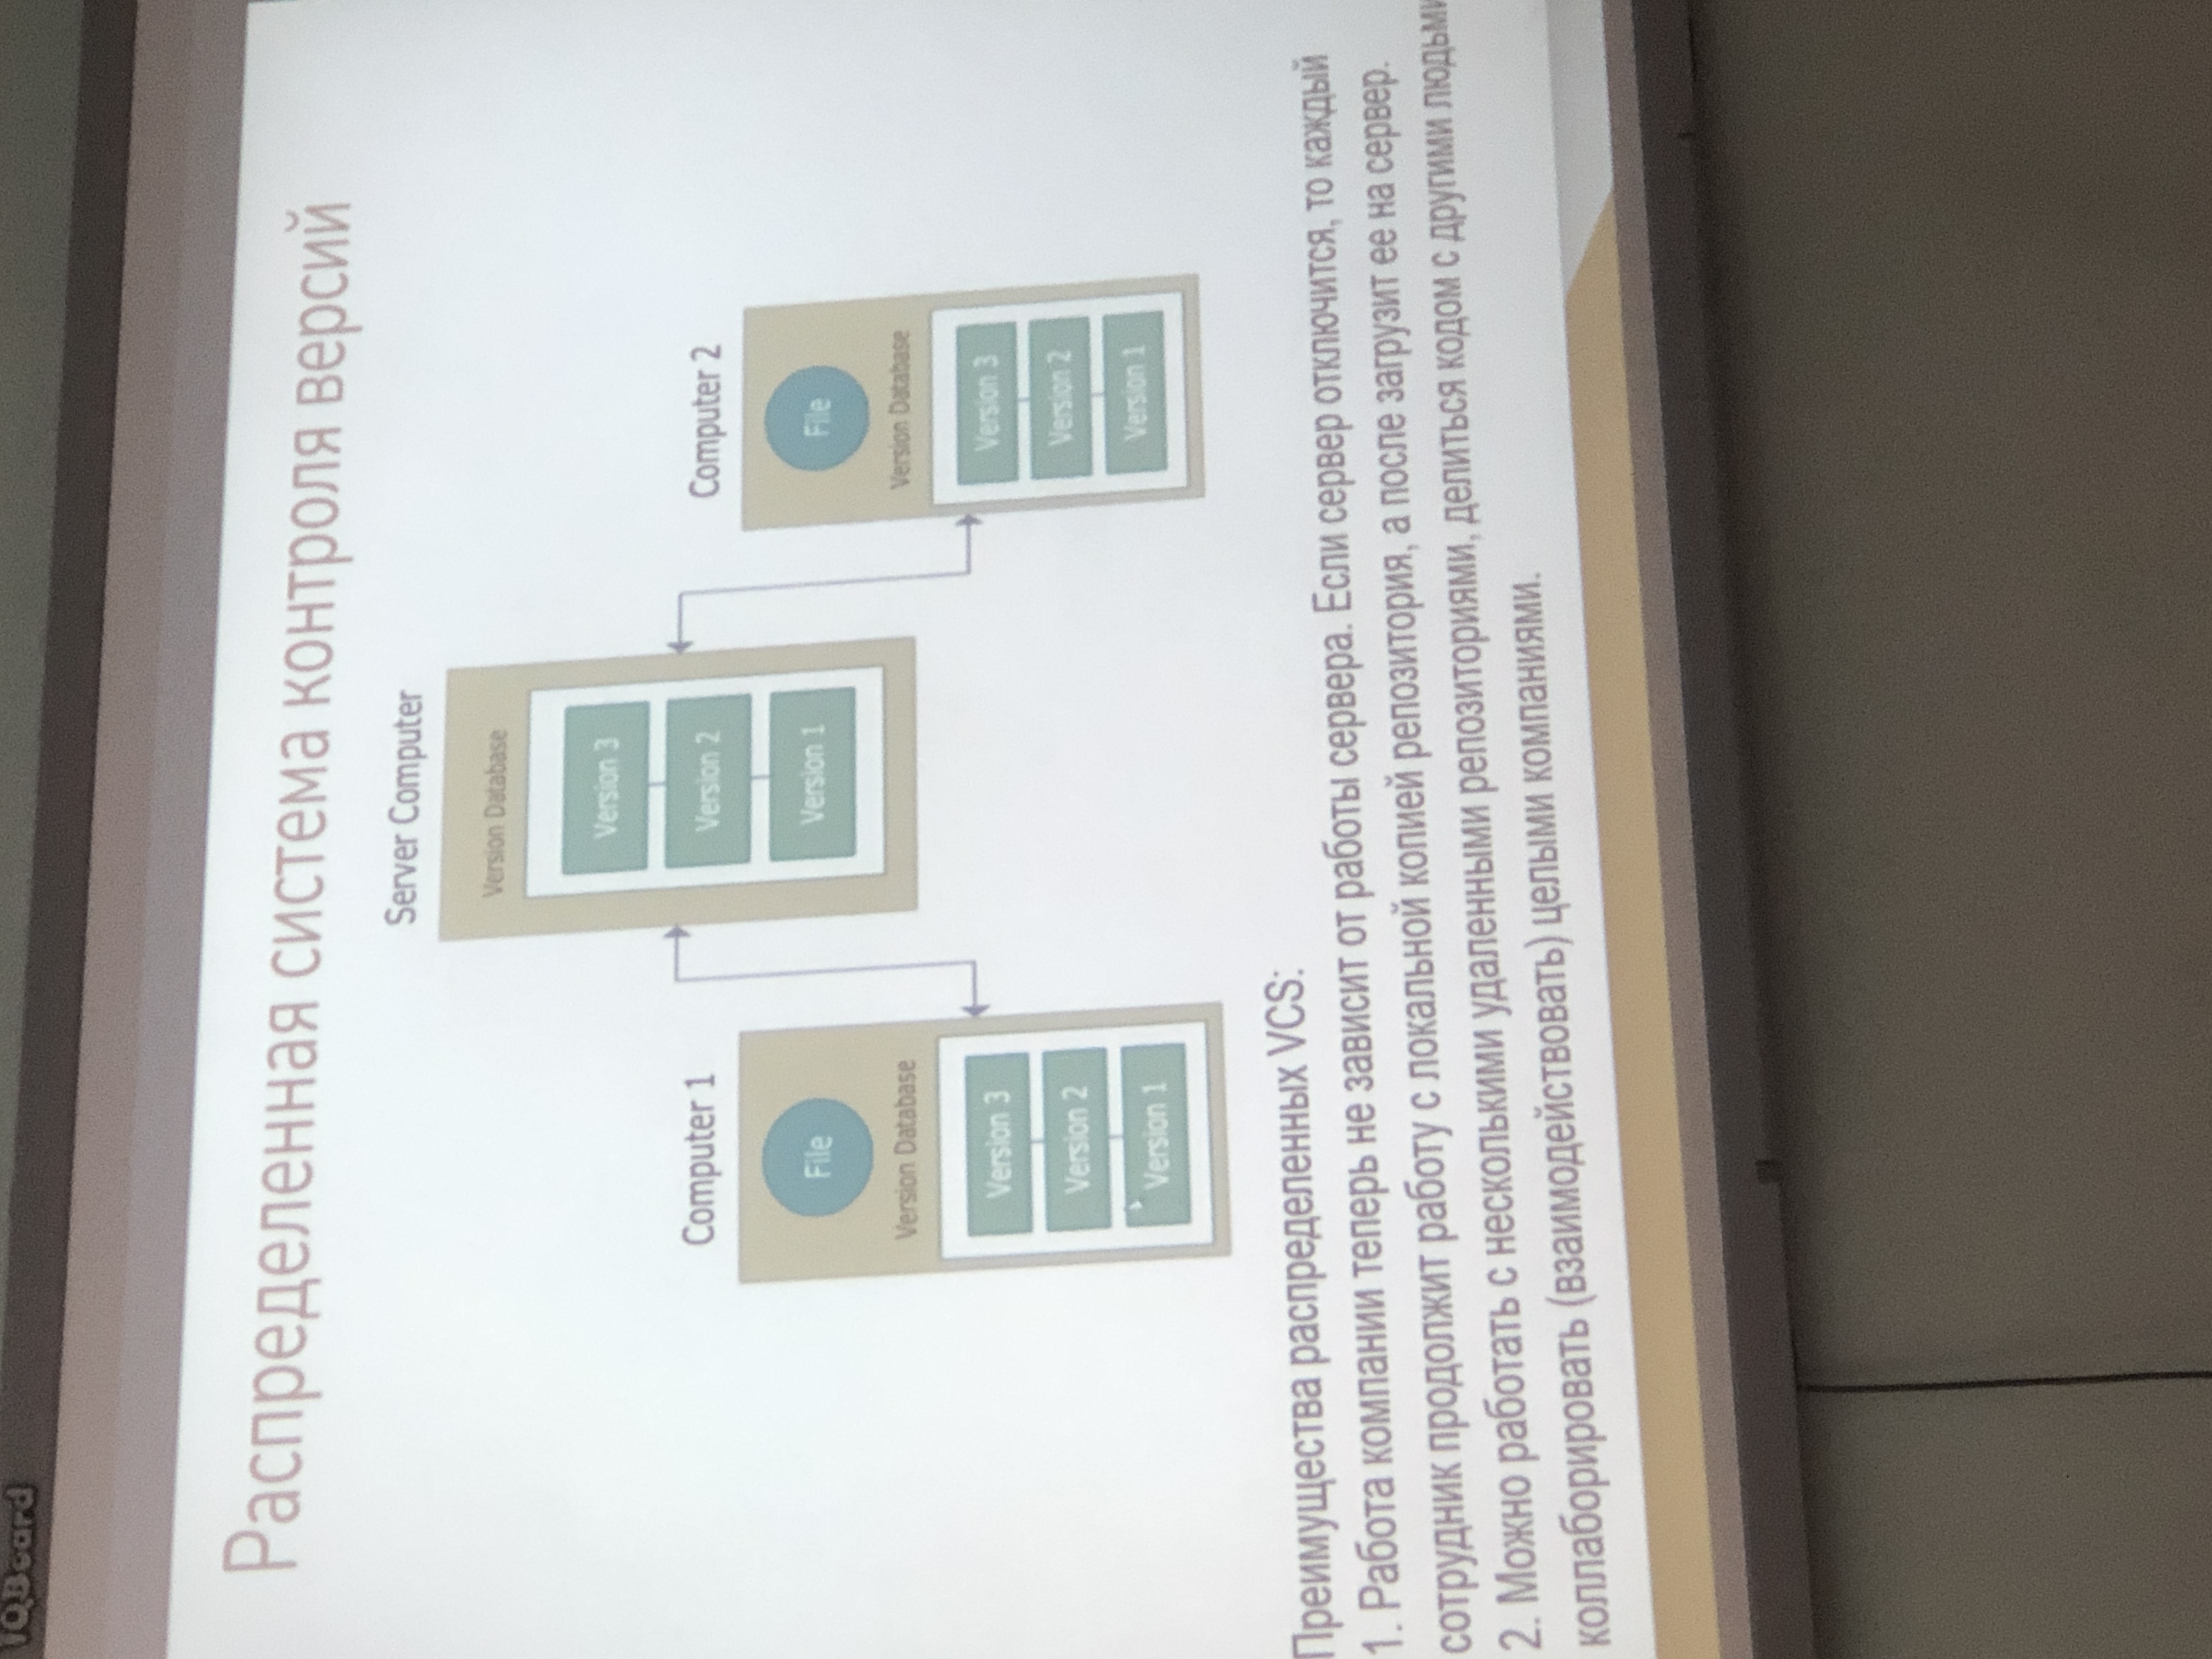 IQBoard
Распределенная система контроля версий
Server Computer
Version Database
Version 3
Version 2
Version 1
Computer 1
File
Version Database
Version 3
Version 2
Version 1
Computer 2
File
Version Database
Version 3
Version 2
Version 1
Преимущества распределенных VCS:
1. Работа компании теперь не зависит от работы сервера. Если сервер отключится, то каждый
сотрудник продолжит работу с локальной копией репозитория, а после загрузит ее на сервер.
2. Можно работать с несколькими удаленными репозиториями, делиться кодом с другими людьми
коллаборировать (взаимодействовать) целыми компаниями.